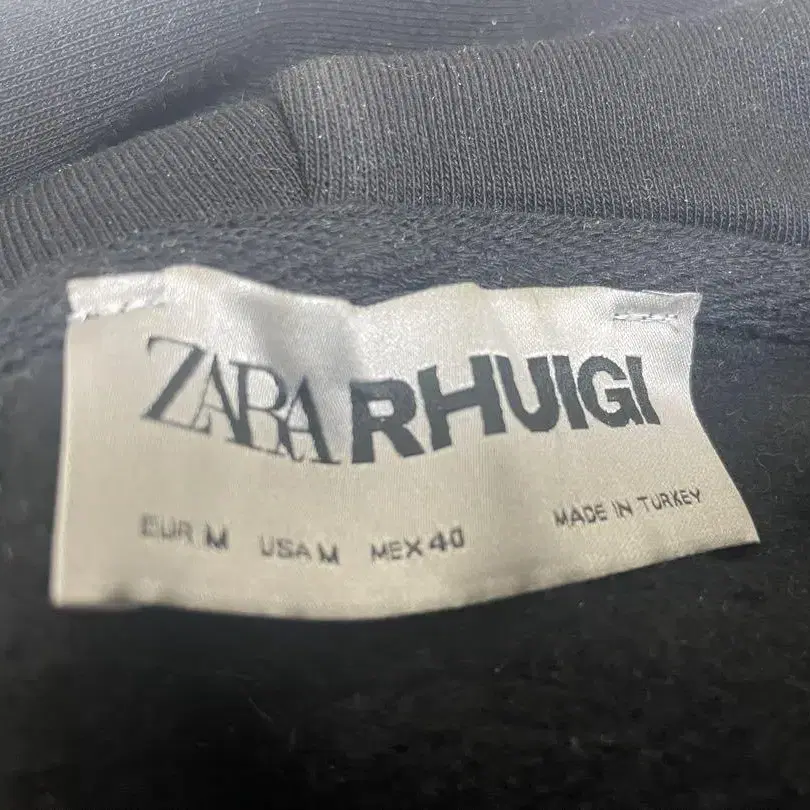 ZARA RHUIGI
EUR M USA M MEX 40 MADE IN TURKEY